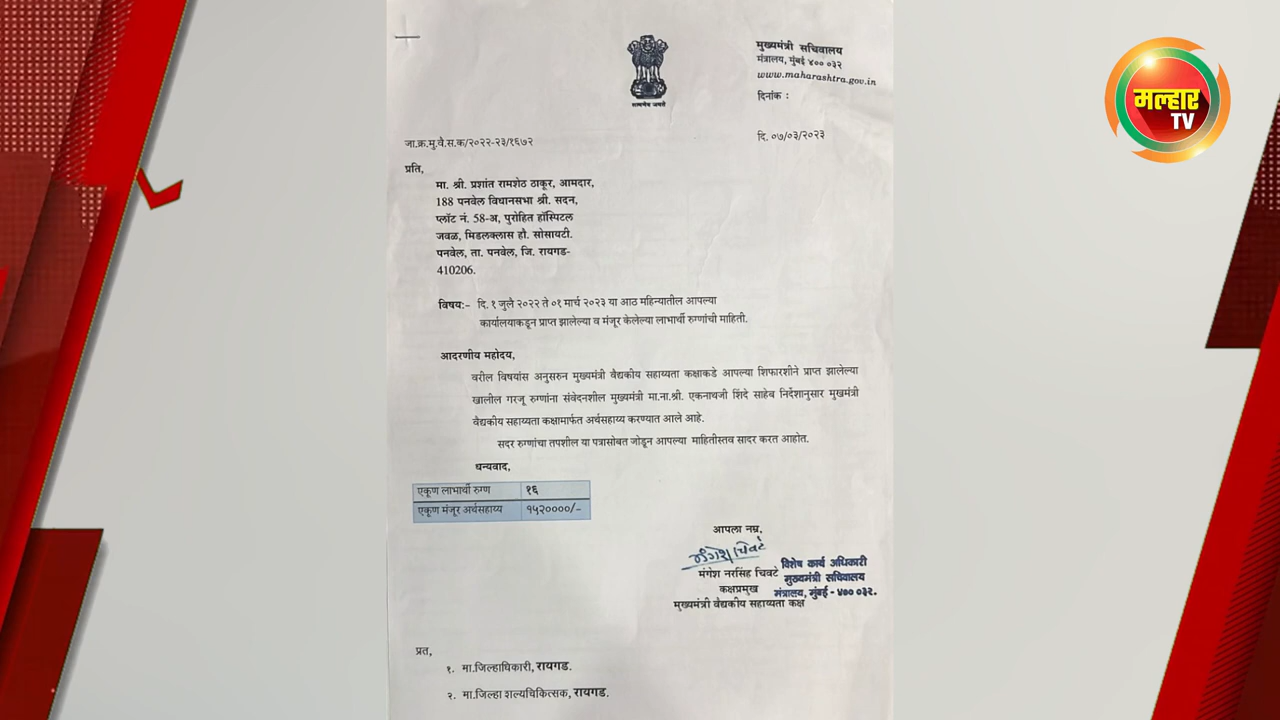 मुख्यमंत्री सचिवालय
मंत्रालय, मुंबई ४०० ०३२
www.maharashtra.gov.in
दिनांक :
सत्यमेव जयते
मल्हार
TV
जा.क्र.मु.वै.स.क/२०२२-२३/१६७२
दि. ०७/०३/२०२३
प्रति,
मा. श्री. प्रशांत रामशेठ ठाकूर, आमदार,
188 पनवेल विधानसभा श्री. सदन,
प्लॉट नं. 58-अ, पुरोहित हॉस्पिटल
जवळ, मिडलक्लास हौ. सोसायटी.
पनवेल, ता. पनवेल, जि. रायगड-
410206.
विषय:- दि. १ जुलै २०२२ ते ०१ मार्च २०२३ या आठ महिन्यातील आपल्या
कार्यालयाकडून प्राप्त झालेल्या व मंजूर केलेल्या लाभार्थी रुग्णांची माहिती.
आदरणीय महोदय,
वरील विषयांस अनुसरुन मुख्यमंत्री वैद्यकीय सहाय्यता कक्षाकडे आपल्या शिफारशीने प्राप्त झालेल्या
खालील गरजू रुग्णांना संवेदनशील मुख्यमंत्री मा.ना.श्री. एकनाथजी शिंदे साहेब निर्देशानुसार मुखमंत्री
वैद्यकीय सहाय्यता कक्षामार्फत अर्थसहाय्य करण्यात आले आहे.
सदर रुग्णांचा तपशील या पत्रासोबत जोडून आपल्या माहितीस्तव सादर करत आहोत.
धन्यवाद,
एकूण लाभार्थी रुग्ण १६
एकूण मंजूर अर्थसहाय्य १५२००००/-
आपला नम्र,
मंगेश चिवटे
मंगेश नरसिंह चिवटे
कक्षप्रमुख
मुख्यमंत्री वैद्यकीय सहाय्यता कक्ष
विशेष कार्य अधिकारी
मुख्यमंत्री सचिवालय
मंत्रालय, मुंबई - ४०० ०३२.
प्रत,
१. मा.जिल्हाधिकारी, रायगड.
२. मा.जिल्हा शल्यचिकित्सक, रायगड.